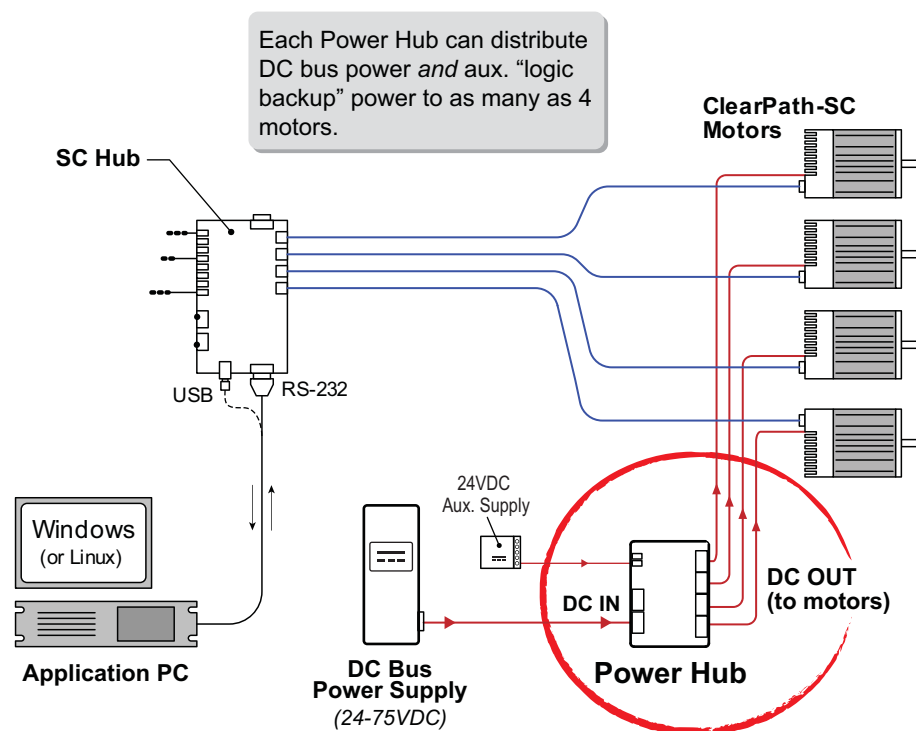 Each Power Hub can distribute
DC bus power and aux. “logic
backup” power to as many as 4
motors.
ClearPath-SC
Motors
SC Hub
USB
RS-232
24VDC
Aux. Supply
Windows
(or Linux)
DC IN
DC OUT
(to motors)
Application PC
DC Bus
Power Supply
(24-75VDC)
Power Hub